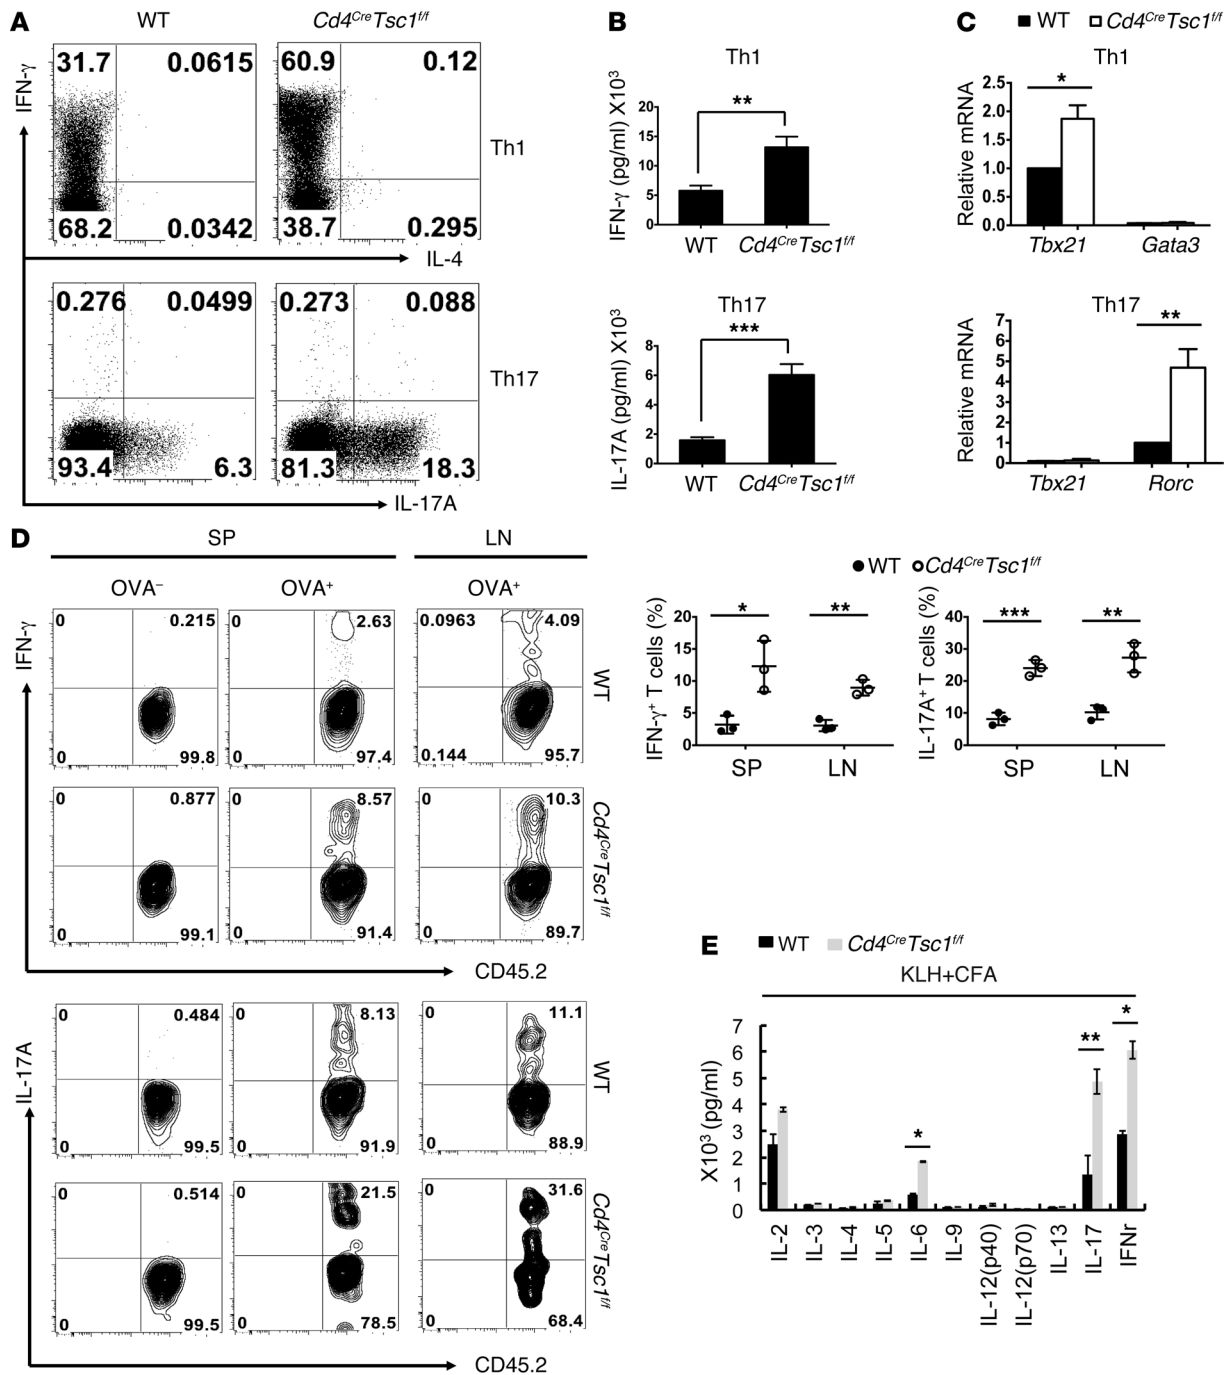 A
WT
Cd4CreTsc1f/f
IFN-γ
31.7
0.0615
60.9
0.12
Th1
68.2
0.0342
38.7
0.295
IL-4
0.276
0.0499
0.273
0.088
Th17
93.4
6.3
81.3
18.3
IL-17A
B
Th1
IFN-γ (pg/ml) X10³
20
15
10
5
0
**
WT
Cd4CreTsc1f/f
Th17
IL-17A (pg/ml) X10³
8
6
4
2
0
***
WT
Cd4CreTsc1f/f
C
WT
Cd4CreTsc1f/f
Th1
Relative mRNA
2.5
2.0
1.5
1.0
0.5
0.0
*
Tbx21
Gata3
Th17
Relative mRNA
7
6
5
4
3
2
1
0
**
Tbx21
Rorc
D
SP
LN
OVA⁻
OVA⁺
OVA⁺
IFN-γ
0
0.215
0
2.63
0.0963
4.09
WT
0
99.8
0
97.4
0.144
95.7
0
0.877
0
8.57
0
10.3
Cd4CreTsc1f/f
0
99.1
0
91.4
0
89.7
CD45.2
IL-17A
0
0.484
0
8.13
0
11.1
WT
0
99.5
0
91.9
0
88.9
0
0.514
0
21.5
0
31.6
Cd4CreTsc1f/f
0
99.5
0
78.5
0
68.4
CD45.2
WT
Cd4CreTsc1f/f
IFN-γ⁺ T cells (%)
20
15
10
5
0
*
**
SP
LN
IL-17A⁺ T cells (%)
40
30
20
10
0
***
**
SP
LN
E
WT
Cd4CreTsc1f/f
KLH+CFA
X10³ (pg/ml)
7
6
5
4
3
2
1
0
*
**
*
IL-2
IL-3
IL-4
IL-5
IL-6
IL-9
IL-12(p40)
IL-12(p70)
IL-13
IL-17
IFNr